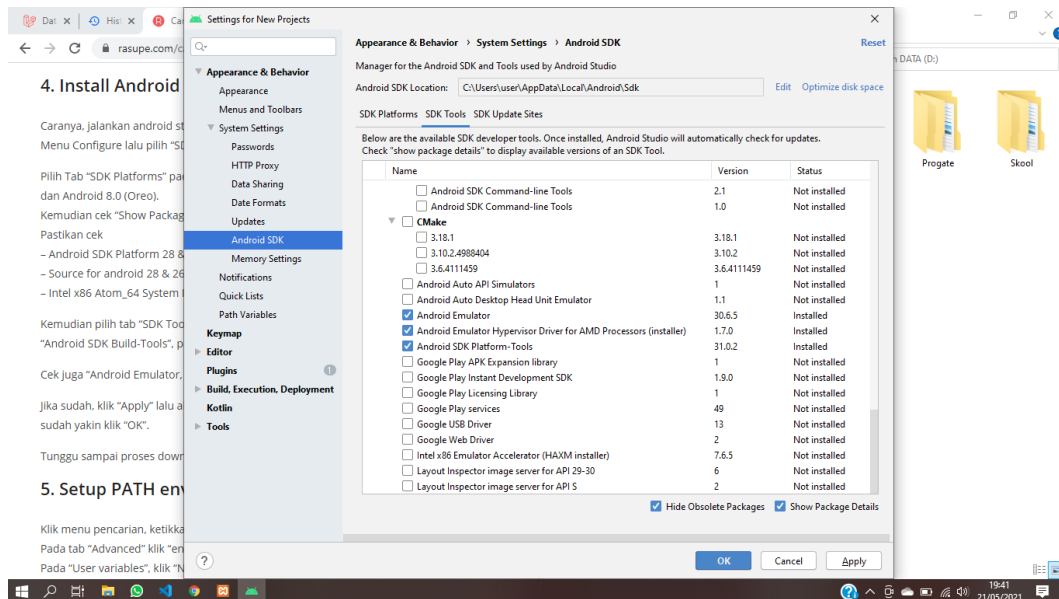 Dat
Hist
Ca
rasupe.com/c
4. Install Android
Caranya, jalankan android st
Menu Configure lalu pilih "SI
Pilih Tab "SDK Platforms" pa
dan Android 8.0 (Oreo).
Kemudian cek "Show Packag
Pastikan cek
– Android SDK Platform 28 &
– Source for android 28 & 26
– Intel x86 Atom_64 System I
Kemudian pilih tab "SDK Too
"Android SDK Build-Tools", p
Cek juga "Android Emulator,
Jika sudah, klik "Apply" lalu a
sudah yakin klik "OK".
Tunggu sampai proses dowr
5. Setup PATH env
Klik menu pencarian, ketikka
Pada tab "Advanced" klik "en
Pada "User variables", klik "N
Settings for New Projects
Appearance & Behavior
Appearance
Menus and Toolbars
System Settings
Passwords
HTTP Proxy
Data Sharing
Date Formats
Updates
Android SDK
Memory Settings
Notifications
Quick Lists
Path Variables
Keymap
Editor
Plugins 1
Build, Execution, Deployment
Kotlin
Tools
Appearance & Behavior › System Settings › Android SDK Reset
Manager for the Android SDK and Tools used by Android Studio
Android SDK Location: C:\Users\user\AppData\Local\Android\Sdk Edit Optimize disk space
SDK Platforms SDK Tools SDK Update Sites
Below are the available SDK developer tools. Once installed, Android Studio will automatically check for updates.
Check "show package details" to display available versions of an SDK Tool.
Name Version Status
Android SDK Command-line Tools 2.1 Not installed
Android SDK Command-line Tools 1.0 Not installed
CMake
3.18.1 3.18.1 Not installed
3.10.2.4988404 3.10.2 Not installed
3.6.4111459 3.6.4111459 Not installed
Android Auto API Simulators 1 Not installed
Android Auto Desktop Head Unit Emulator 1.1 Not installed
Android Emulator 30.6.5 Installed
Android Emulator Hypervisor Driver for AMD Processors (installer) 1.7.0 Installed
Android SDK Platform-Tools 31.0.2 Installed
Google Play APK Expansion library 1 Not installed
Google Play Instant Development SDK 1.9.0 Not installed
Google Play Licensing Library 1 Not installed
Google Play services 49 Not installed
Google USB Driver 13 Not installed
Google Web Driver 2 Not installed
Intel x86 Emulator Accelerator (HAXM installer) 7.6.5 Not installed
Layout Inspector image server for API 29-30 6 Not installed
Layout Inspector image server for API S 2 Not installed
Hide Obsolete Packages Show Package Details
? OK Cancel Apply
DATA (D:)
Progate
Skool
19:41
21/05/2021